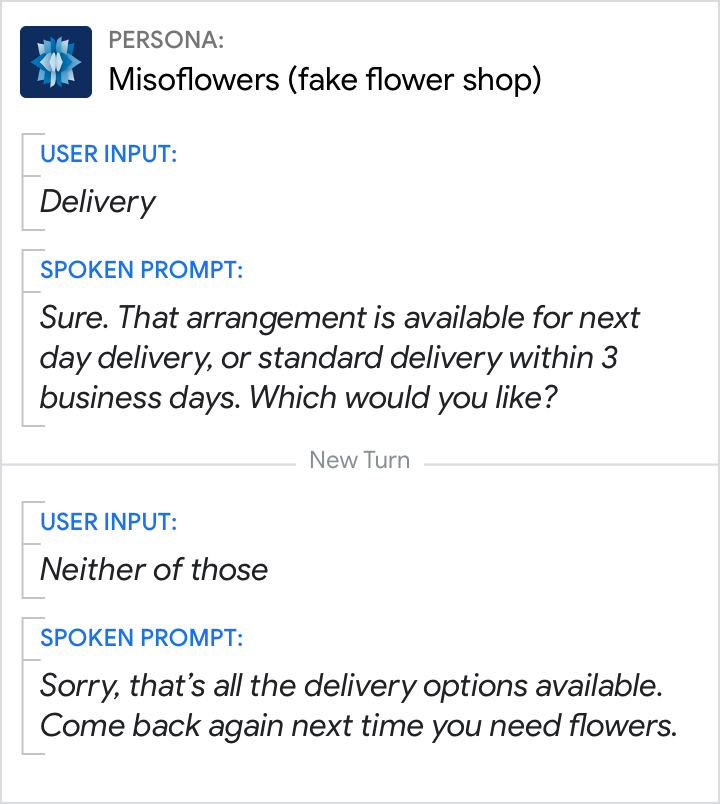 PERSONA:
Misoflowers (fake flower shop)
USER INPUT:
Delivery
SPOKEN PROMPT:
Sure. That arrangement is available for next
day delivery, or standard delivery within 3
business days. Which would you like?
New Turn
USER INPUT:
Neither of those
SPOKEN PROMPT:
Sorry, that’s all the delivery options available.
Come back again next time you need flowers.